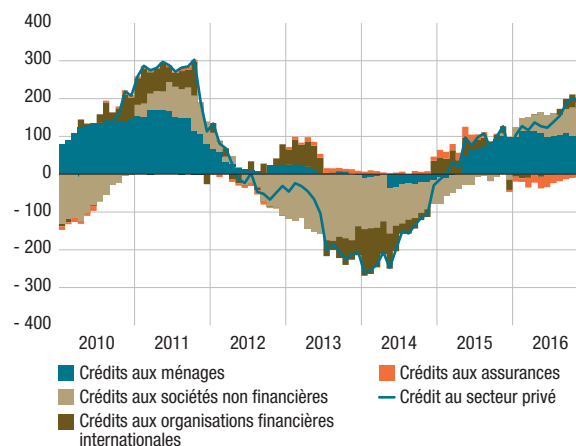 400
300
200
100
0
- 100
- 200
- 300
- 400
2010 2011 2012 2013 2014 2015 2016
Crédits aux ménages
Crédits aux sociétés non financières
Crédits aux organisations financières
internationales
Crédits aux assurances
Crédit au secteur privé